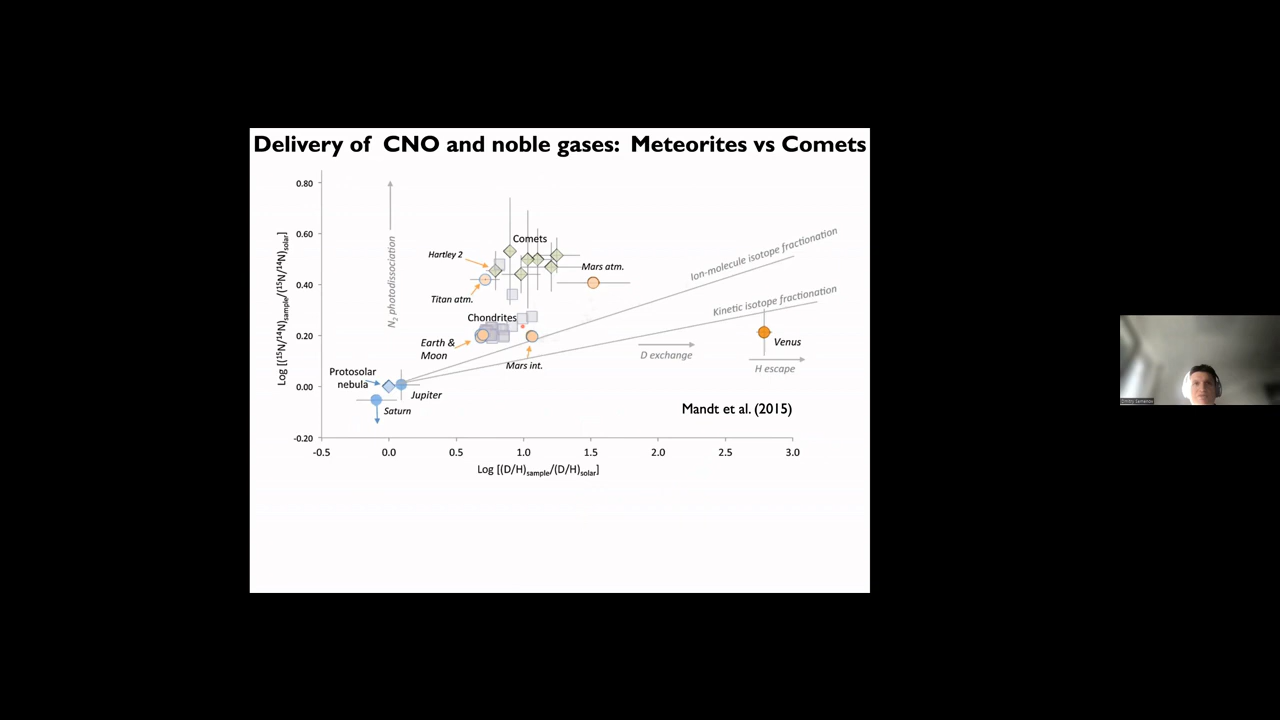 Delivery of CNO and noble gases: Meteorites vs Comets
0.80
0.60
0.40
0.20
0.00
-0.20
Log [(15N/14N)sample/(15N/14N)solar]
N2 photodissociation
Comets
Hartley 2
Titan atm.
Mars atm.
Ion-molecule isotope fractionation
Kinetic isotope fractionation
Chondrites
Earth &
Moon
Mars int.
D exchange
Venus
H escape
Protosolar
nebula
Jupiter
Saturn
Mandt et al. (2015)
-0.5 0.0 0.5 1.0 1.5 2.0 2.5 3.0
Log [(D/H)sample/(D/H)solar]